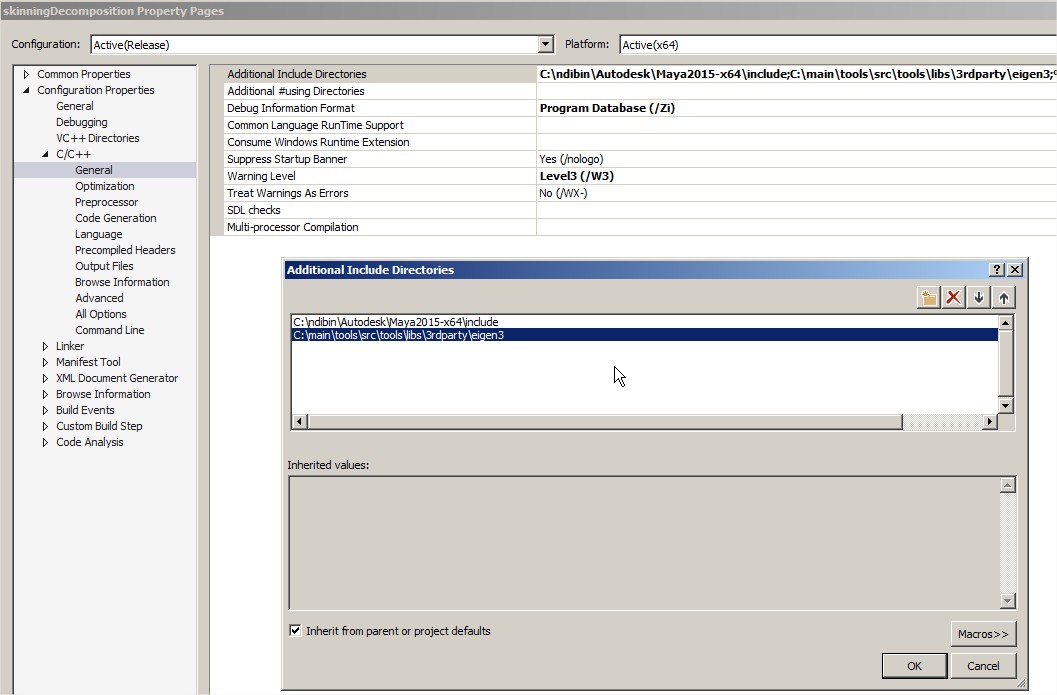 skinningDecomposition Property Pages
Configuration: Active(Release) Platform: Active(x64)
Common Properties
Configuration Properties
General
Debugging
VC++ Directories
C/C++
General
Optimization
Preprocessor
Code Generation
Language
Precompiled Headers
Output Files
Browse Information
Advanced
All Options
Command Line
Linker
Manifest Tool
XML Document Generator
Browse Information
Build Events
Custom Build Step
Code Analysis
Additional Include Directories C:\ndibin\Autodesk\Maya2015-x64\include;C:\main\tools\src\tools\libs\3rdparty\eigen3;%
Additional #using Directories
Debug Information Format Program Database (/Zi)
Common Language RunTime Support
Consume Windows Runtime Extension
Suppress Startup Banner Yes (/nologo)
Warning Level Level3 (/W3)
Treat Warnings As Errors No (/WX-)
SDL checks
Multi-processor Compilation
Additional Include Directories
C:\ndibin\Autodesk\Maya2015-x64\include
C:\main\tools\src\tools\libs\3rdparty\eigen3
Inherited values:
Inherit from parent or project defaults
Macros>>
OK Cancel